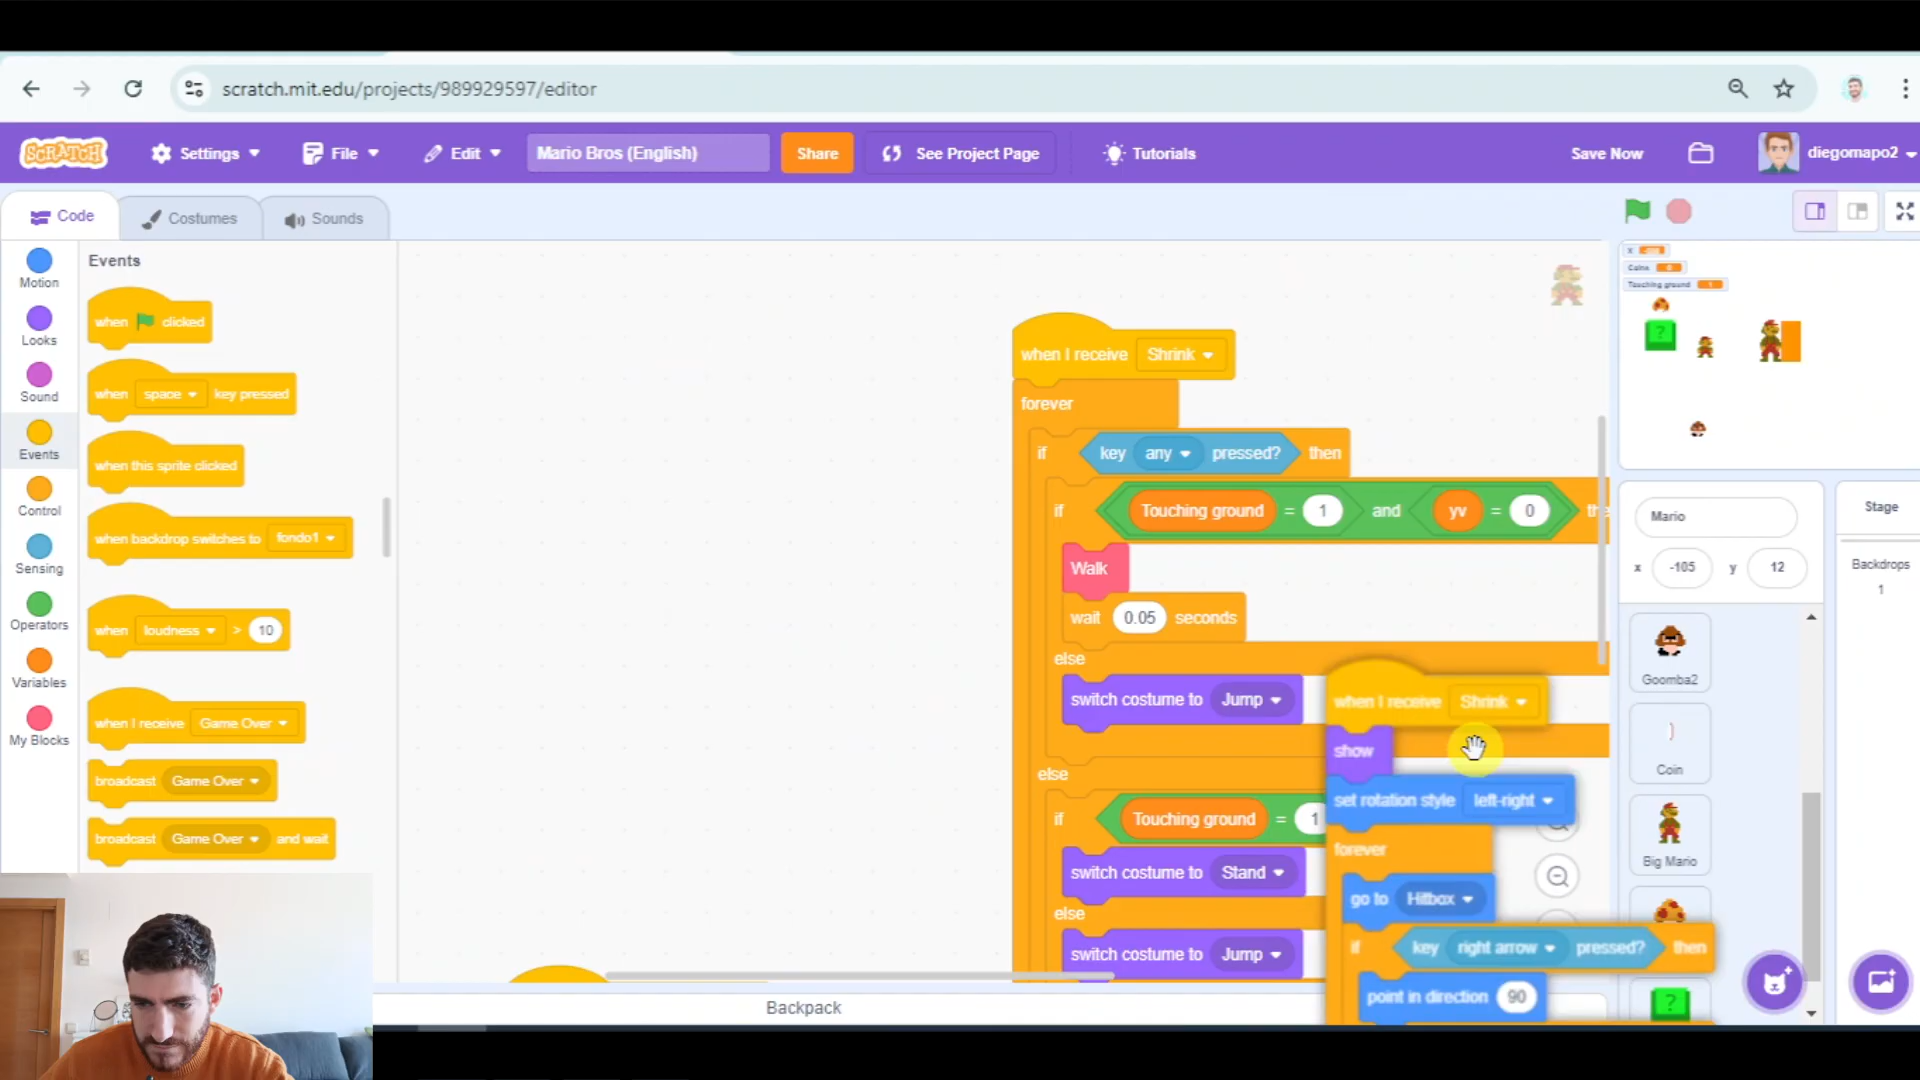 scratch.mit.edu/projects/989929597/editor
SCRATCH
Settings
File
Edit
Mario Bros (English)
Share
See Project Page
Tutorials
Save Now
diegomapo2
Code
Costumes
Sounds
Motion
Looks
Sound
Events
Control
Sensing
Operators
Variables
My Blocks
Events
when clicked
when space key pressed
when this sprite clicked
when backdrop switches to fondo1
when loudness > 10
when I receive Game Over
broadcast Game Over
broadcast Game Over and wait
when I receive Shrink
forever
if key any pressed? then
if Touching ground = 1 and yv = 0 the
Walk
wait 0.05 seconds
else
switch costume to Jump
else
if Touching ground = 1
switch costume to Stand
else
switch costume to Jump
when I receive Shrink
show
set rotation style left-right
forever
go to Hitbox
if key right arrow pressed? then
point in direction 90
Backpack
x
Coins 0
Touching ground 1
?
Mario
x -105 y 12
Goomba2
Coin
Big Mario
?
Stage
Backdrops
1